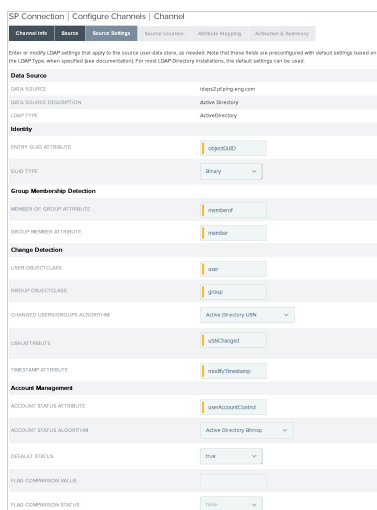 SP Connection | Configure Channels | Channel
Channel Info Source Source Settings Source Location Attribute Mapping Activation & Summary
Enter or modify LDAP settings that apply to the source user-data store, as needed. Note that these fields are preconfigured with default settings based on
the LDAP Type, when specified (see documentation). For most LDAP Directory installations, the default settings can be used.
Data Source
DATA SOURCE ldaps2.pf.ping-eng.com
DATA SOURCE DESCRIPTION Active Directory
LDAP TYPE ActiveDirectory
Identity
ENTRY GUID ATTRIBUTE objectGUID
GUID TYPE Binary
Group Membership Detection
MEMBER OF GROUP ATTRIBUTE memberof
GROUP MEMBER ATTRIBUTE member
Change Detection
USER OBJECTCLASS user
GROUP OBJECTCLASS group
CHANGED USERS/GROUPS ALGORITHM Active Directory USN
USN ATTRIBUTE uSNChanged
TIMESTAMP ATTRIBUTE modifyTimestamp
Account Management
ACCOUNT STATUS ATTRIBUTE userAccountControl
ACCOUNT STATUS ALGORITHM Active Directory Bitmap
DEFAULT STATUS true
FLAG COMPARISON VALUE
FLAG COMPARISON STATUS false